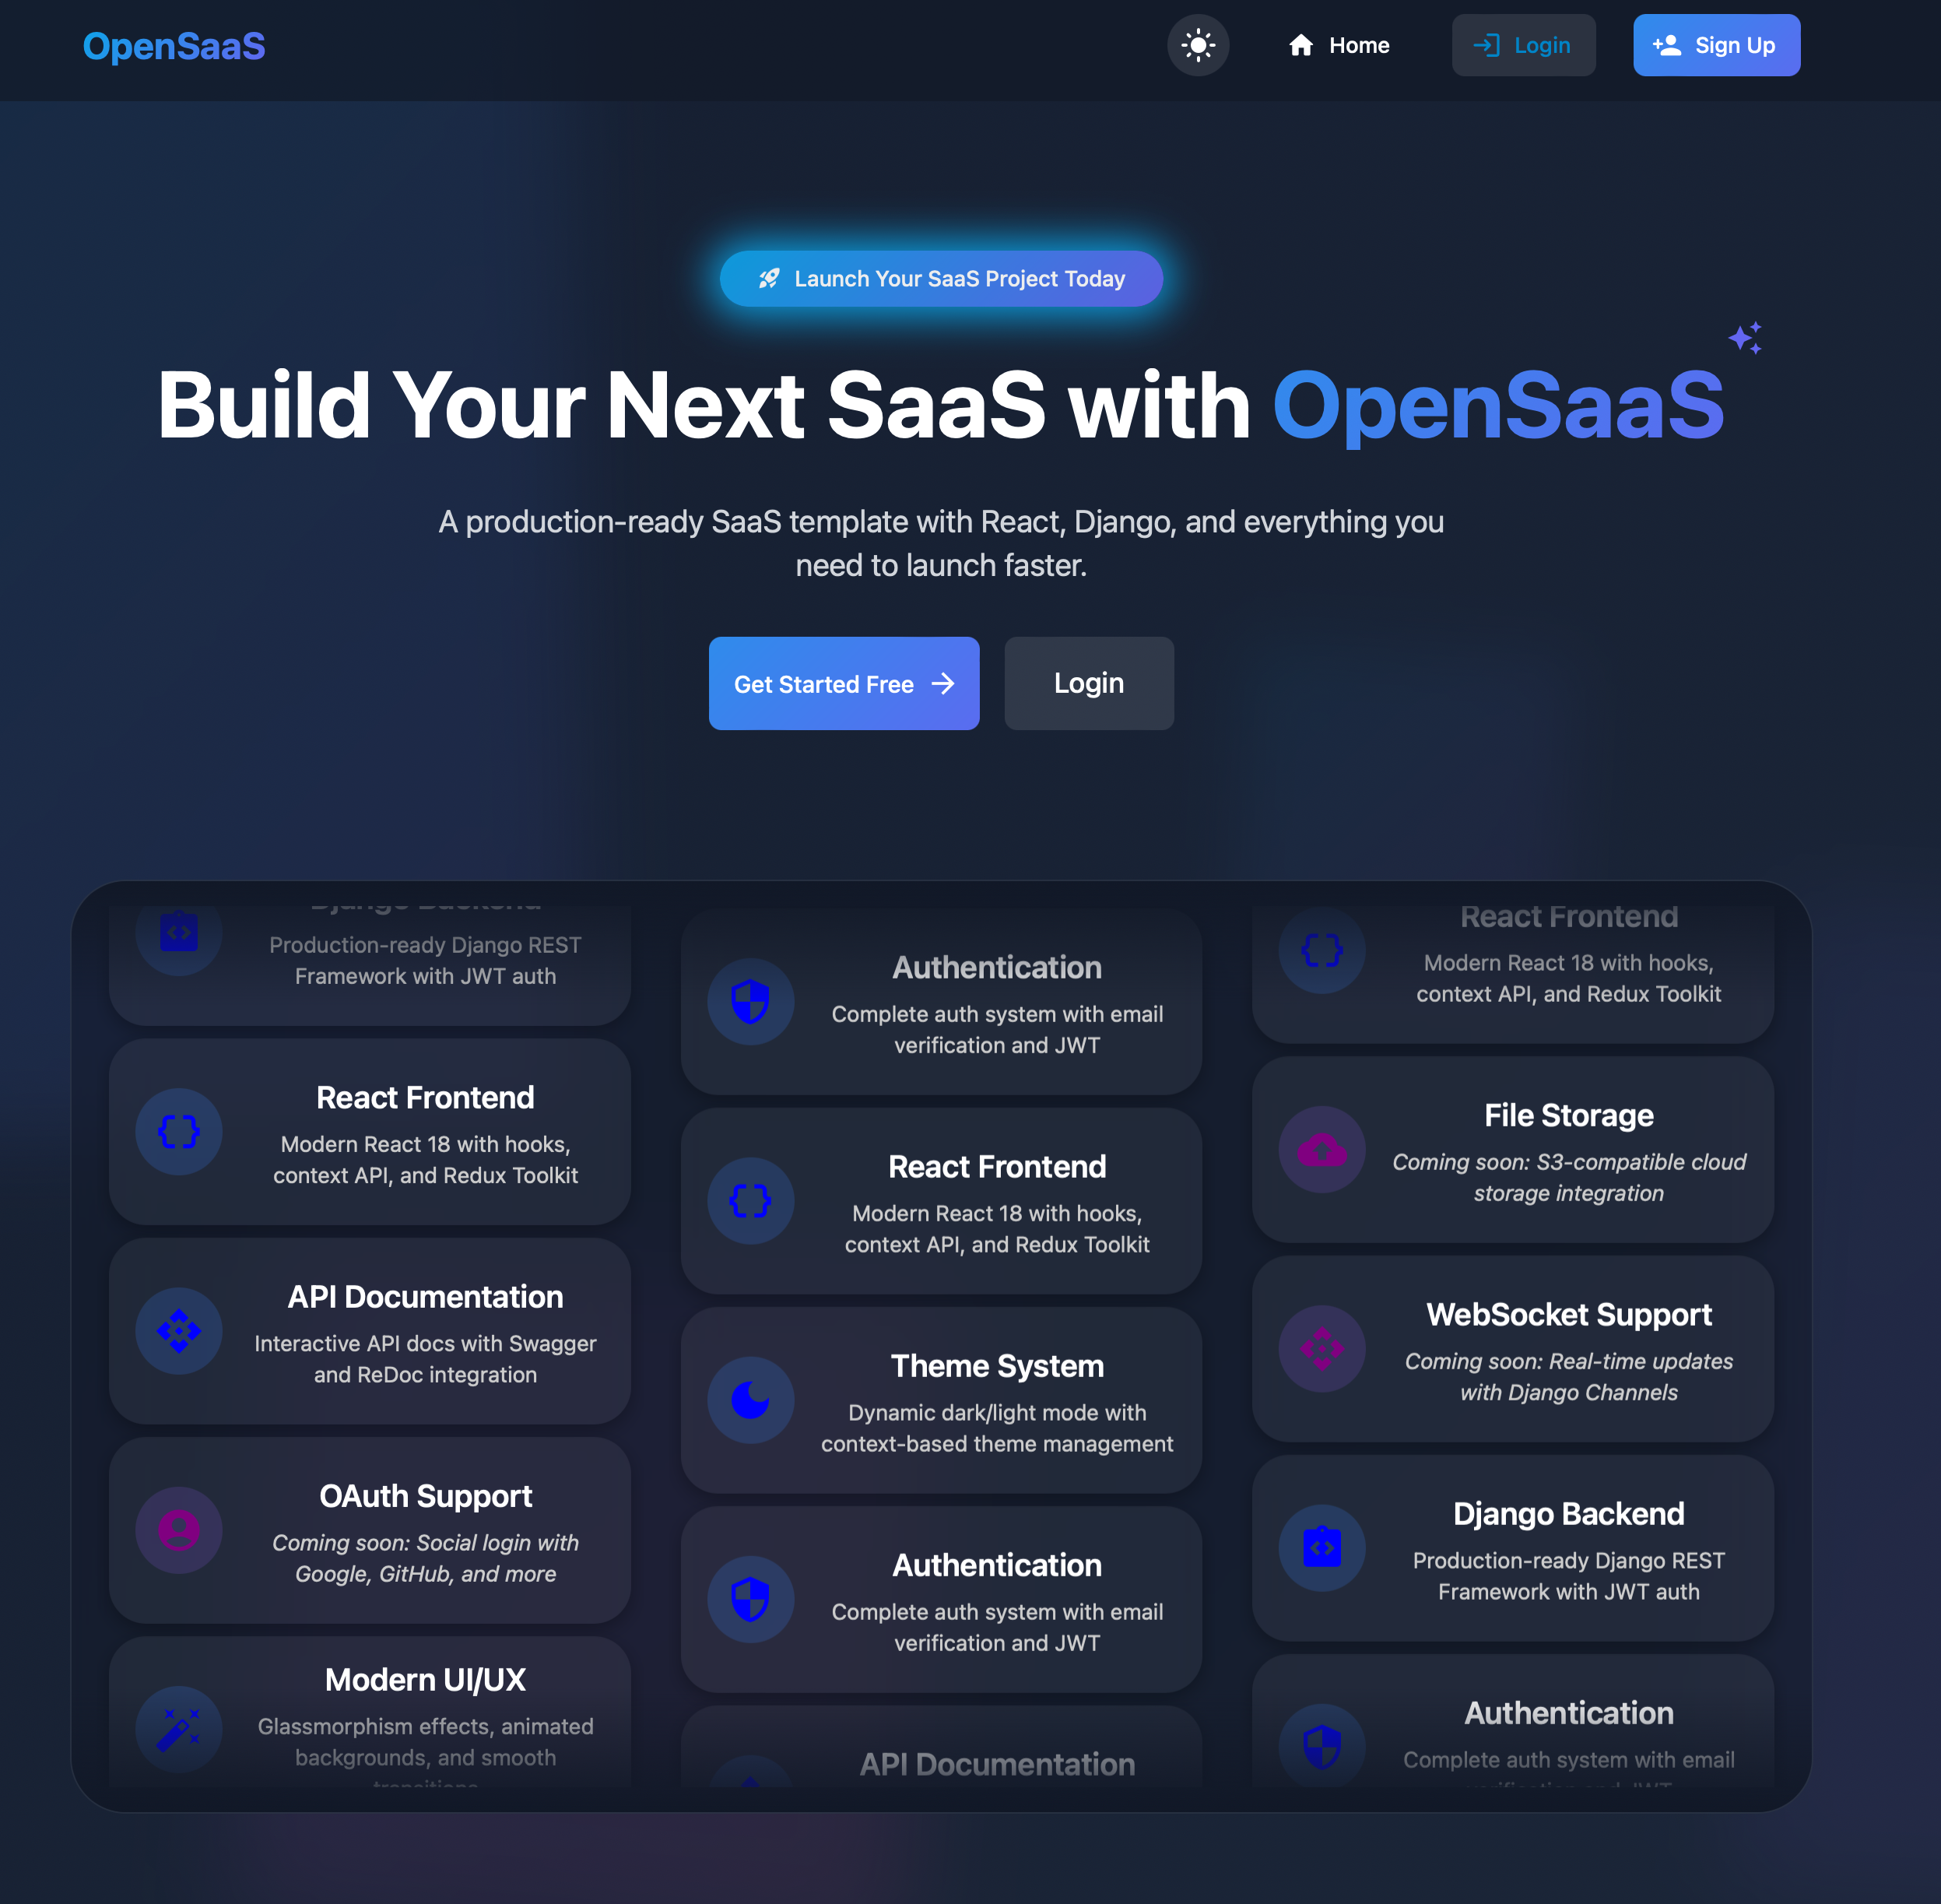 OpenSaaS
Home
Login
Sign Up
Launch Your SaaS Project Today
Build Your Next SaaS with OpenSaaS
A production-ready SaaS template with React, Django, and everything you
need to launch faster.
Get Started Free
Login
Django Backend
Production-ready Django REST
Framework with JWT auth
React Frontend
Modern React 18 with hooks,
context API, and Redux Toolkit
API Documentation
Interactive API docs with Swagger
and ReDoc integration
OAuth Support
Coming soon: Social login with
Google, GitHub, and more
Modern UI/UX
Glassmorphism effects, animated
backgrounds, and smooth
transitions
Authentication
Complete auth system with email
verification and JWT
React Frontend
Modern React 18 with hooks,
context API, and Redux Toolkit
Theme System
Dynamic dark/light mode with
context-based theme management
Authentication
Complete auth system with email
verification and JWT
API Documentation
React Frontend
Modern React 18 with hooks,
context API, and Redux Toolkit
File Storage
Coming soon: S3-compatible cloud
storage integration
WebSocket Support
Coming soon: Real-time updates
with Django Channels
Django Backend
Production-ready Django REST
Framework with JWT auth
Authentication
Complete auth system with email
verification and JWT